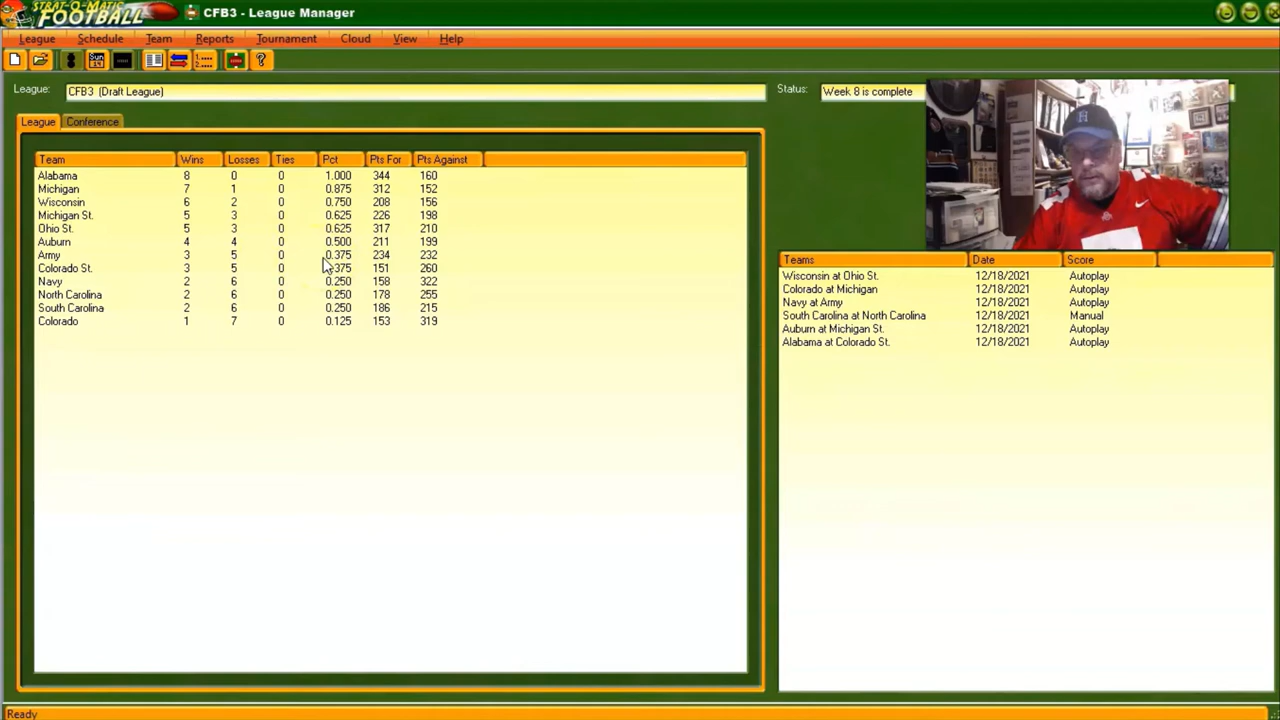 STRAT-O-MATIC
FOOTBALL
CFB3 - League Manager
League Schedule Team Reports Tournament Cloud View Help
League: CFB3 (Draft League) Status: Week 8 is complete
League Conference
Team Wins Losses Ties Pct Pts For Pts Against
Alabama 8 0 0 1.000 344 160
Michigan 7 1 0 0.875 312 152
Wisconsin 6 2 0 0.750 208 156
Michigan St. 5 3 0 0.625 226 198
Ohio St. 5 3 0 0.625 317 210
Auburn 4 4 0 0.500 211 199
Army 3 5 0 0.375 234 232
Colorado St. 3 5 0 0.375 151 260
Navy 2 6 0 0.250 158 322
North Carolina 2 6 0 0.250 178 255
South Carolina 2 6 0 0.250 186 215
Colorado 1 7 0 0.125 153 319
Teams Date Score
Wisconsin at Ohio St. 12/18/2021 Autoplay
Colorado at Michigan 12/18/2021 Autoplay
Navy at Army 12/18/2021 Autoplay
South Carolina at North Carolina 12/18/2021 Manual
Auburn at Michigan St. 12/18/2021 Autoplay
Alabama at Colorado St. 12/18/2021 Autoplay
Ready